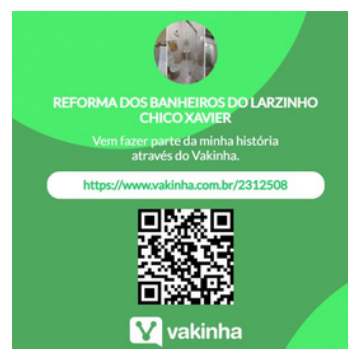 REFORMA DOS BANHEIROS DO LARZINHO
CHICO XAVIER
Vem fazer parte da minha história
através do Vakinha.
https://www.vakinha.com.br/2312508
vakinha